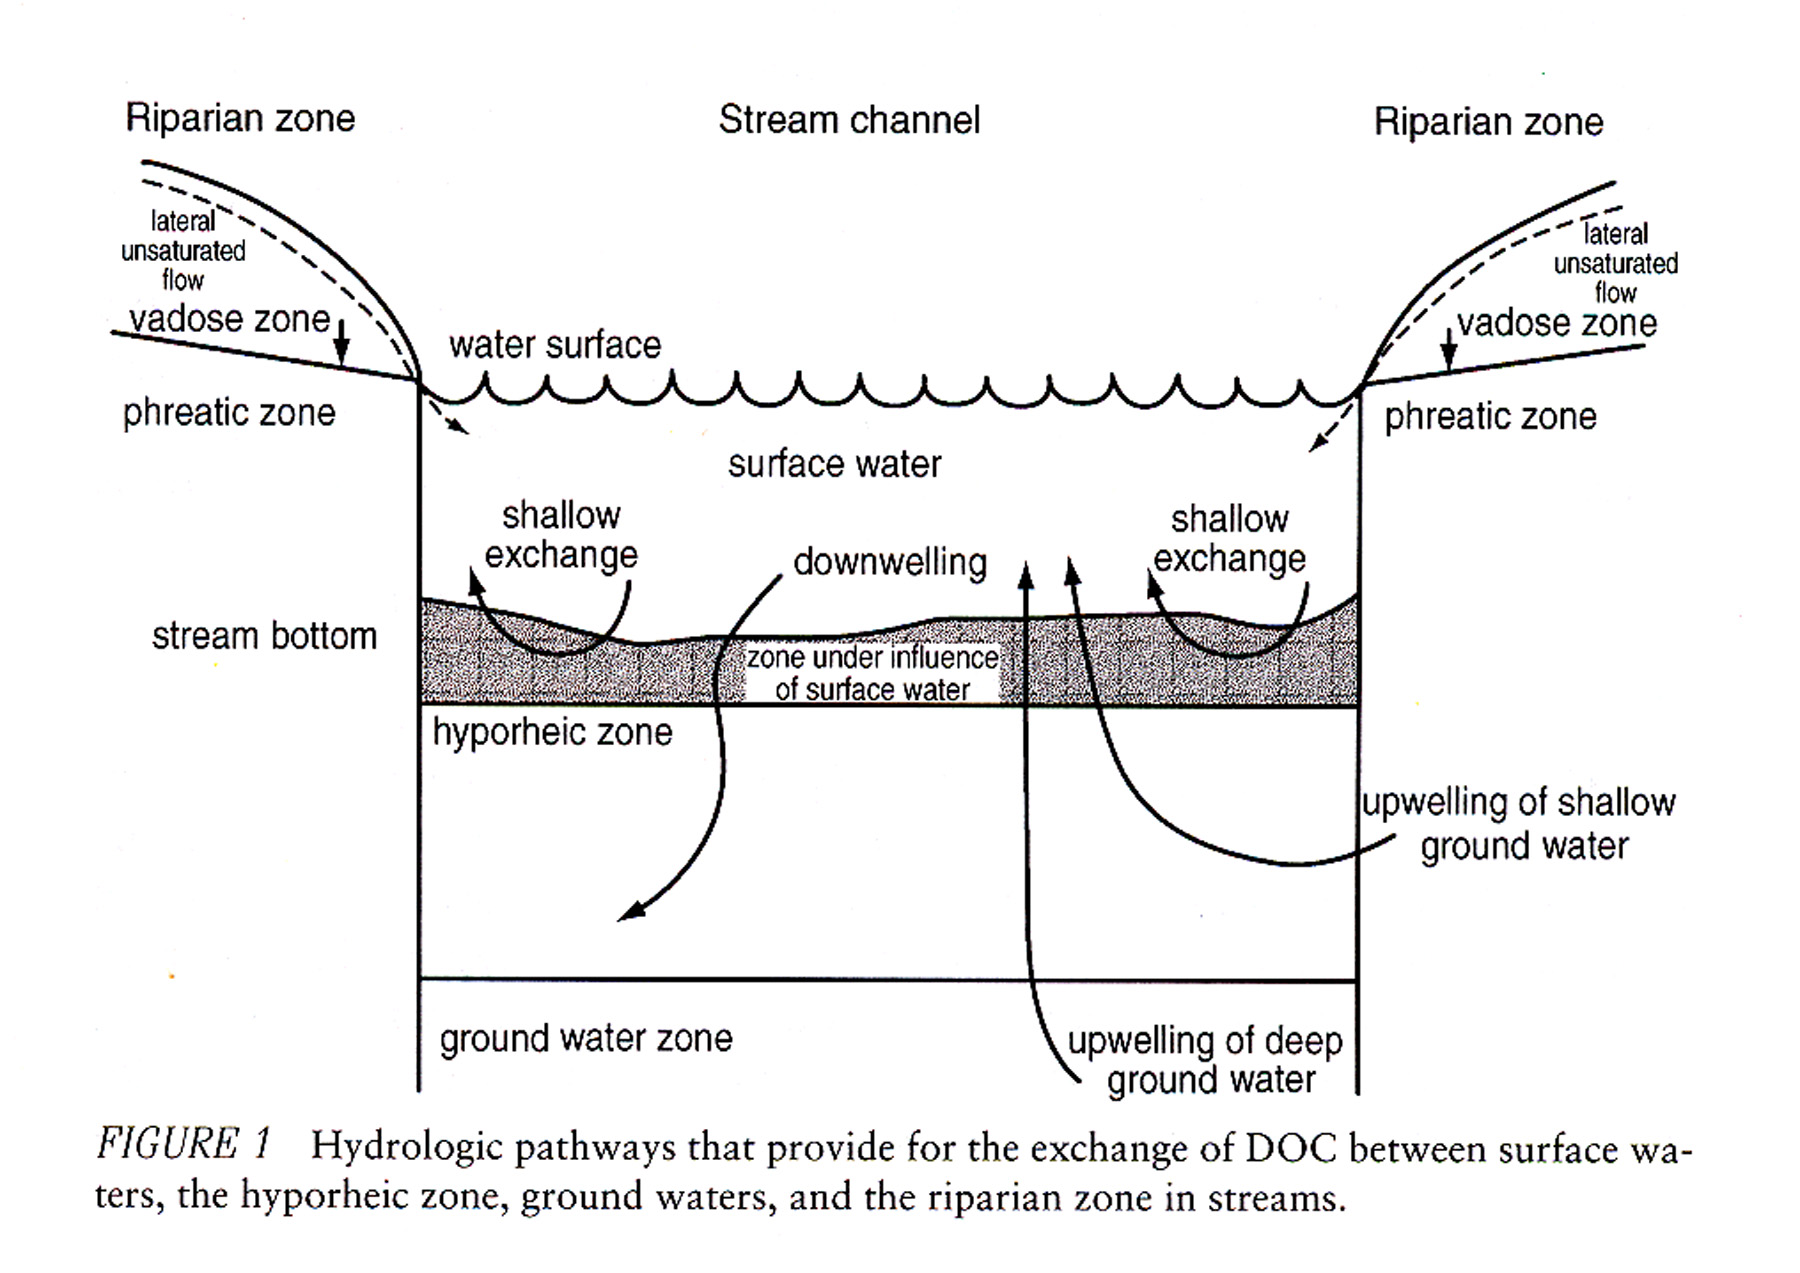 Riparian zone
Stream channel
Riparian zone
lateral
unsaturated
flow
vadose zone
lateral
unsaturated
flow
vadose zone
water surface
phreatic zone
phreatic zone
surface water
shallow
exchange
downwelling
shallow
exchange
stream bottom
zone under influence
of surface water
hyporheic zone
upwelling of shallow
ground water
ground water zone
upwelling of deep
ground water
FIGURE 1 Hydrologic pathways that provide for the exchange of DOC between surface wa-
ters, the hyporheic zone, ground waters, and the riparian zone in streams.